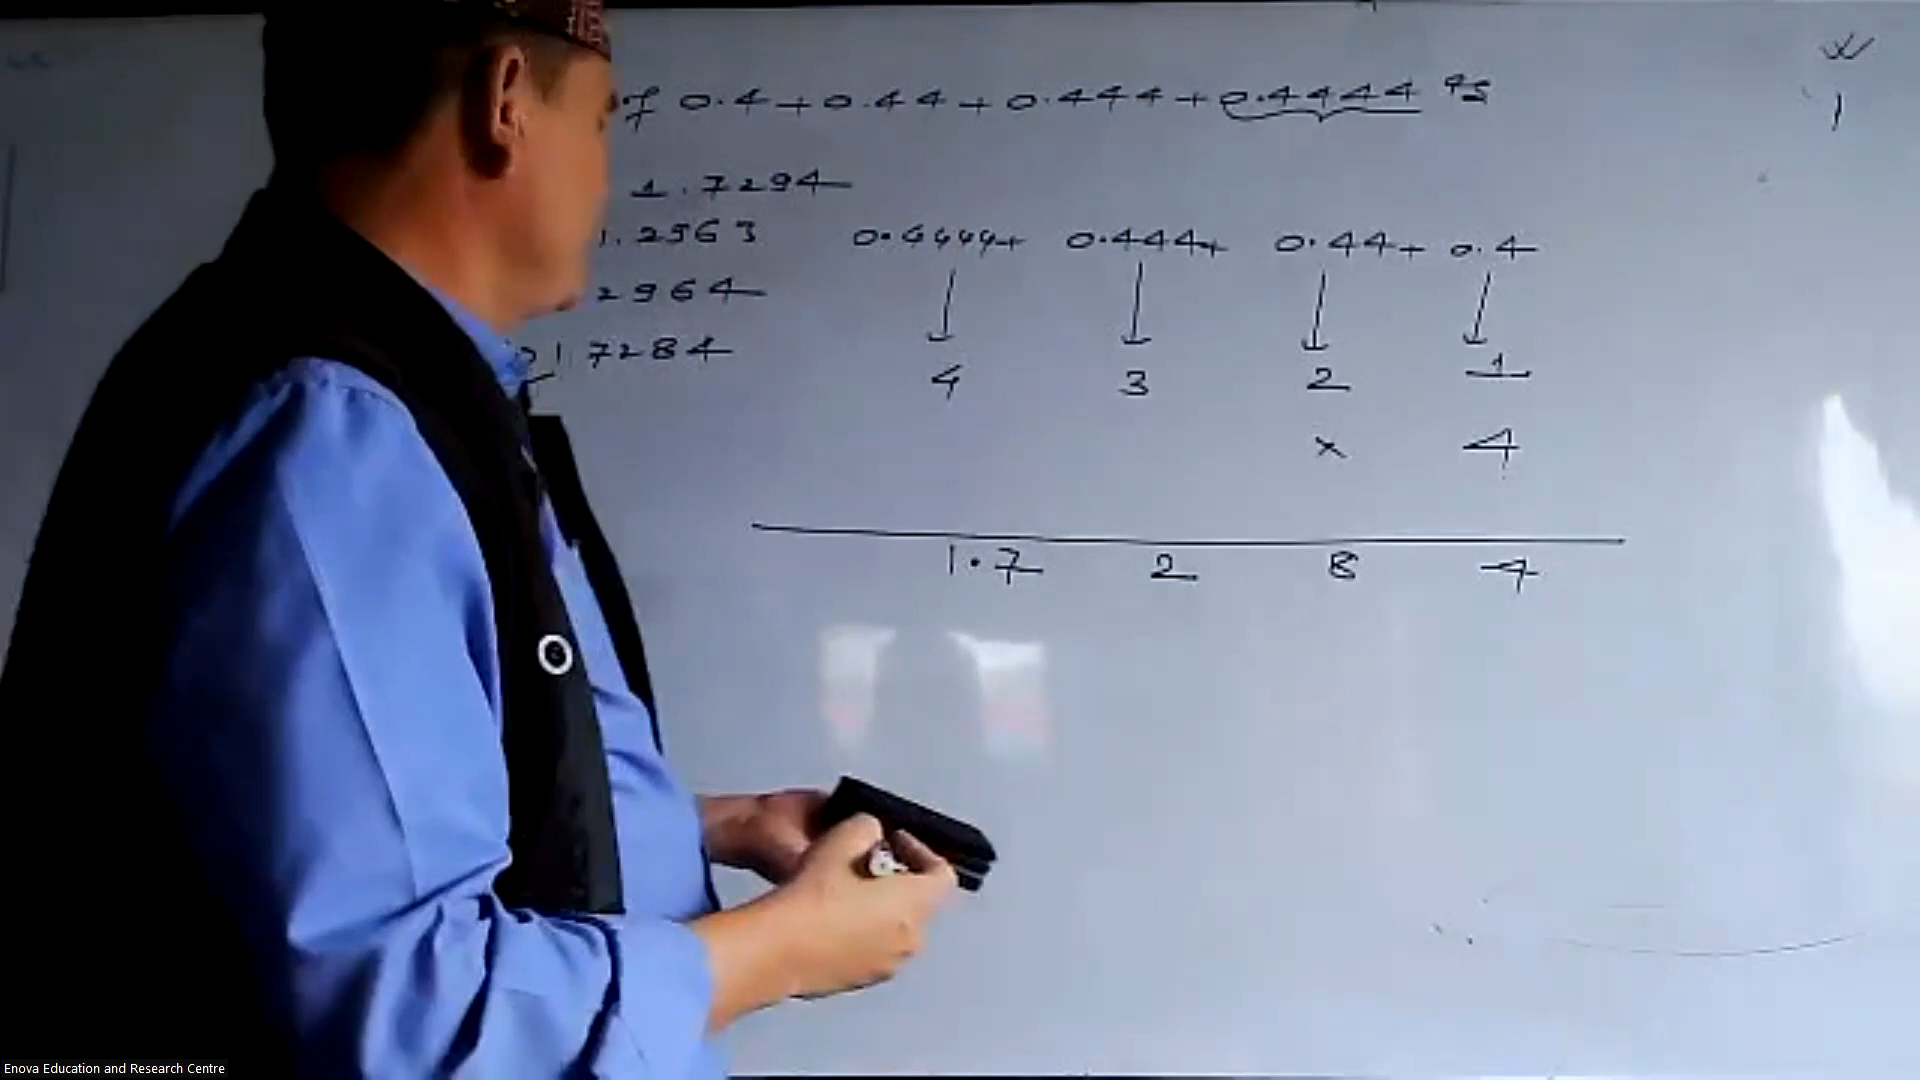 of 0.4+0.44+0.444+0.4444 is
1.7294
1.2563
2964
1.7284
0.4444+ 0.444+ 0.44+ 0.4
4 3 2 1
x 4
1.7 2 8 4
Enova Education and Research Centre